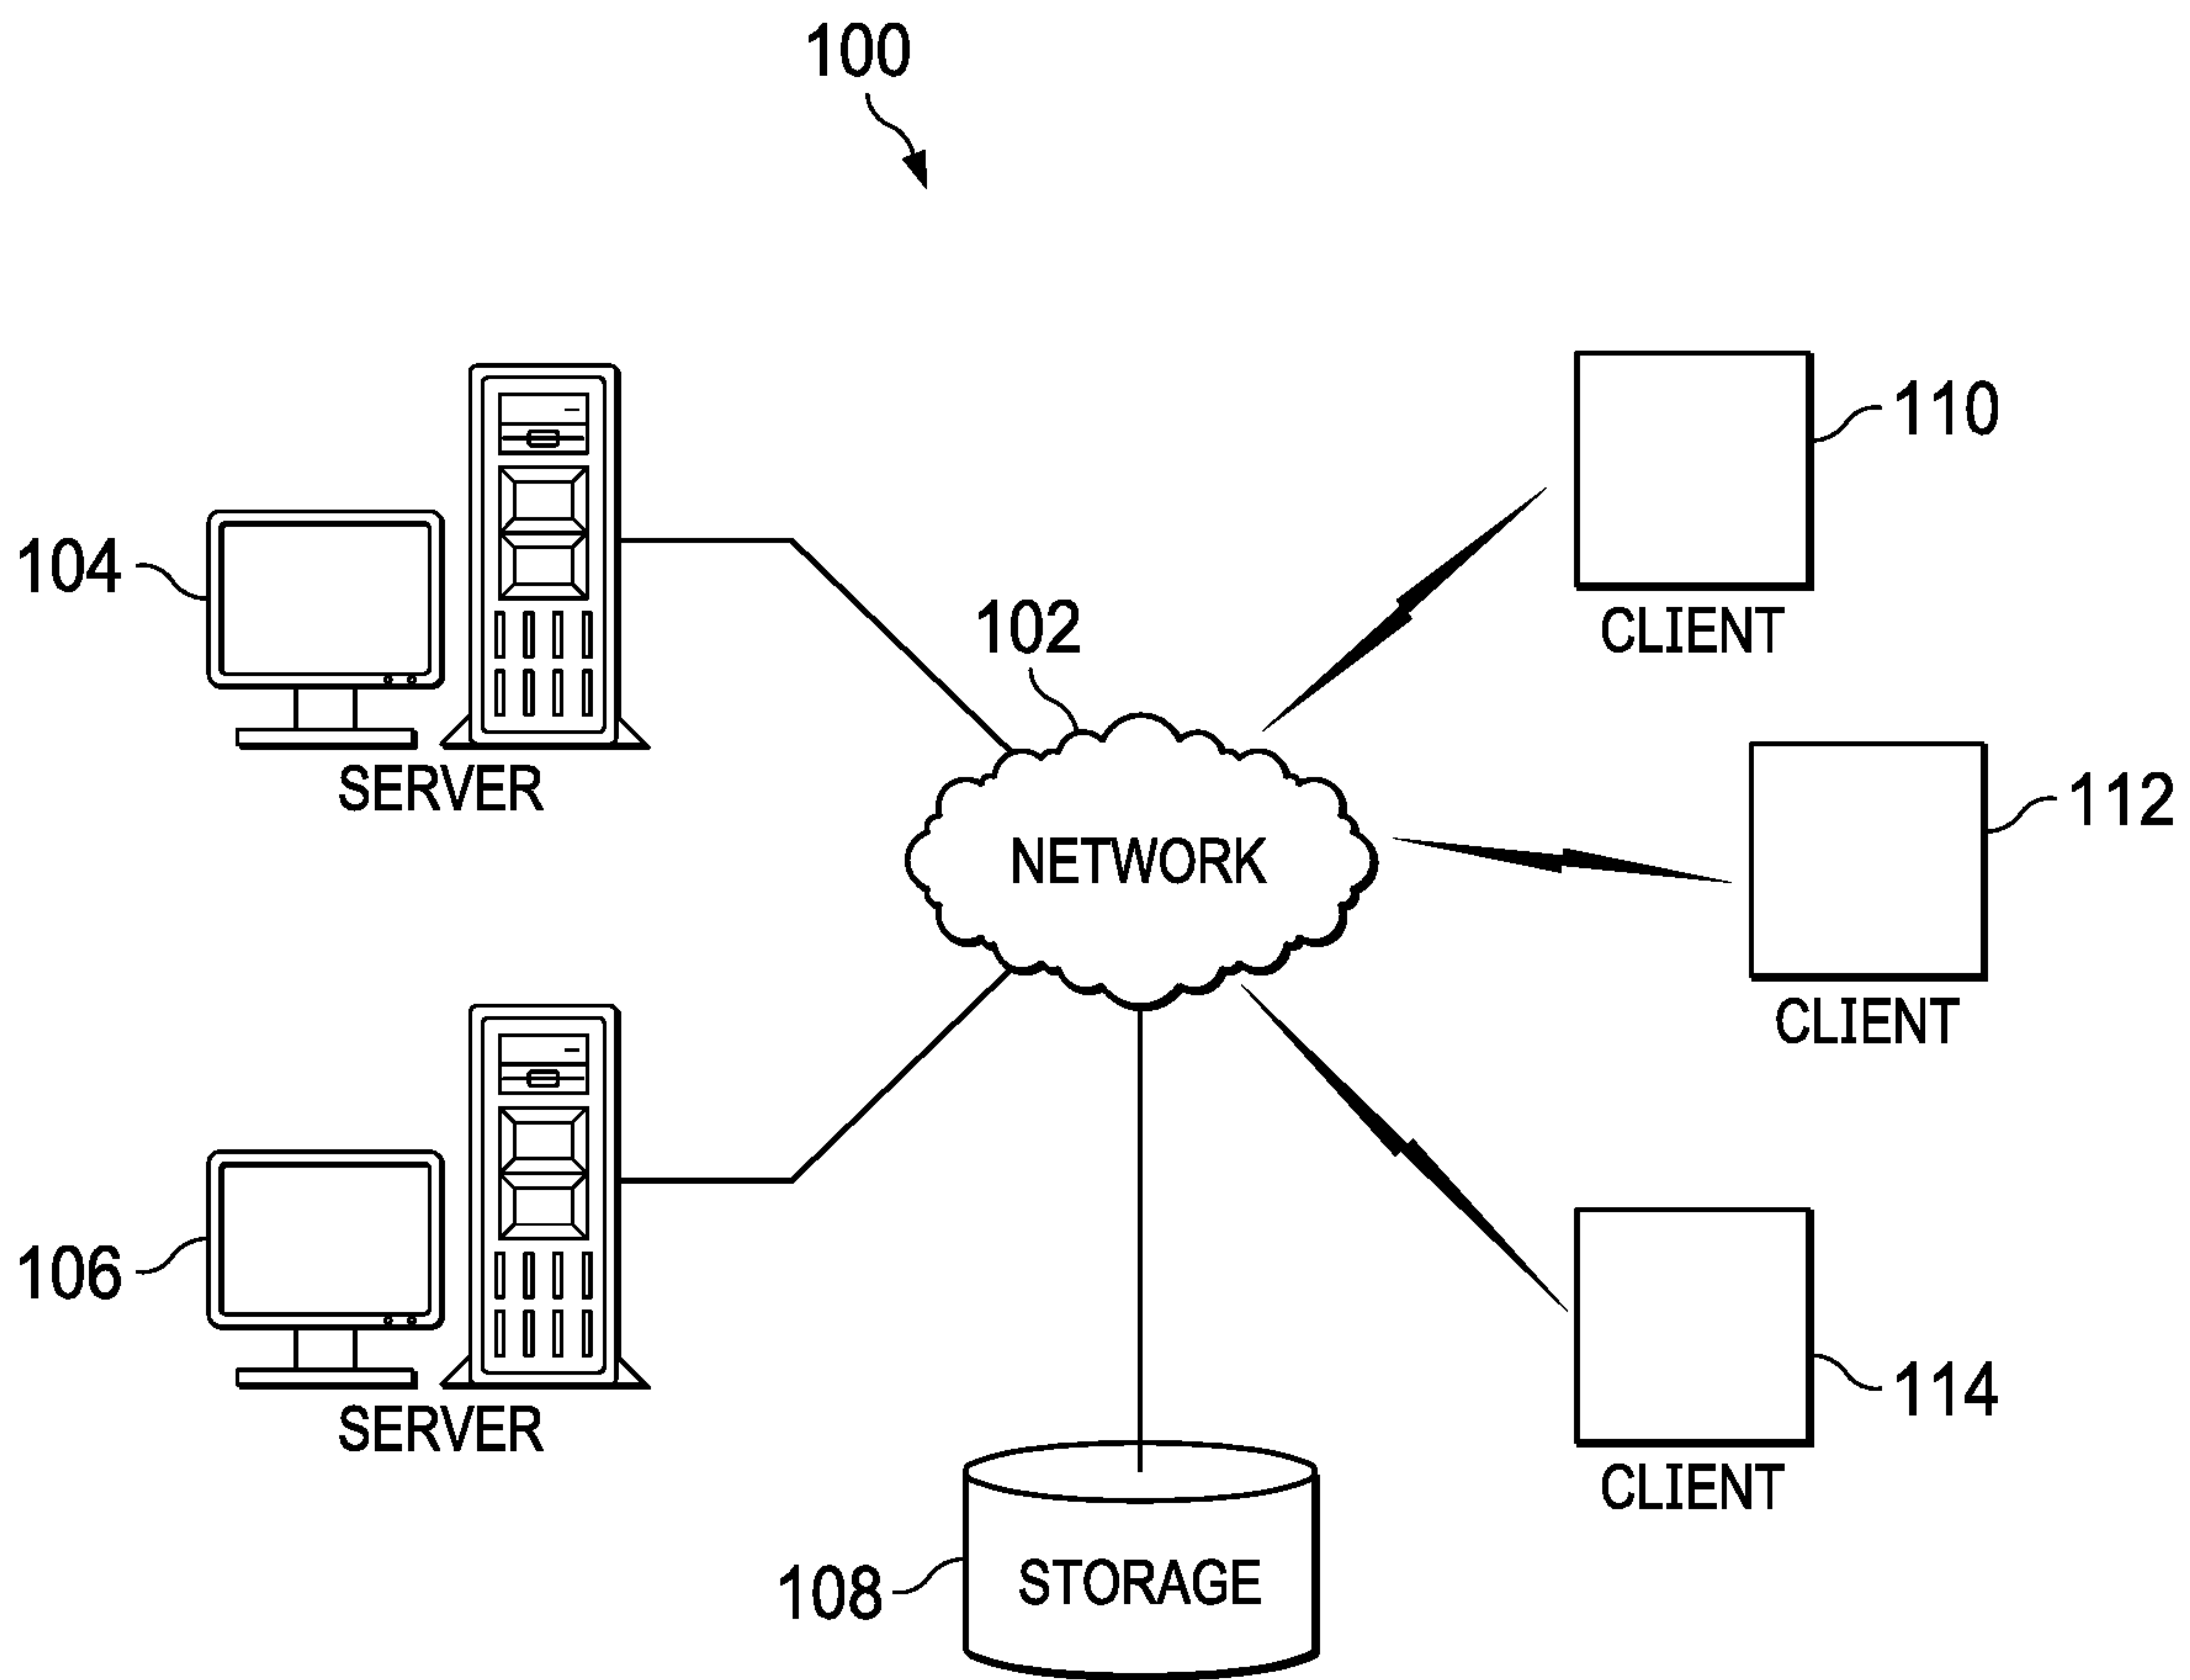 100
110
104
102
CLIENT
SERVER
112
NETWORK
CLIENT
106
114
SERVER
CLIENT
108
STORAGE